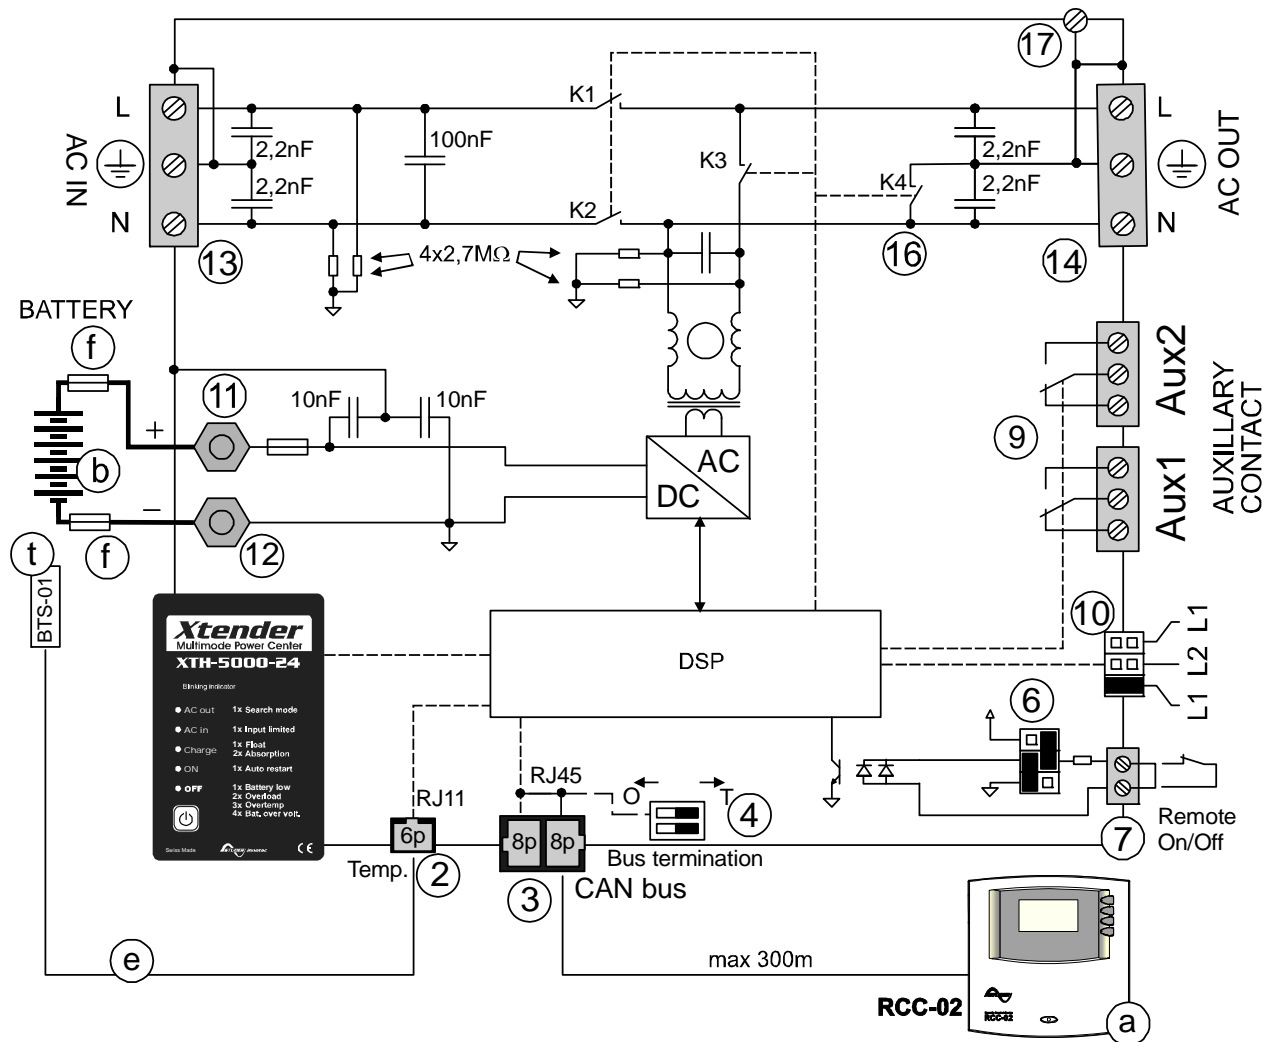 17
L
AC IN
N
13
2,2nF
2,2nF
100nF
K1
K2
K3
K4
16
2,2nF
2,2nF
L
AC OUT
N
14
4x2,7MΩ
BATTERY
f
11
10nF
10nF
+
b
−
f
12
t
BTS-01
AC
DC
Aux2
9
Aux1
AUXILLARY
CONTACT
10
L1
L2
L1
Xtender
Multimode Power Center
XTH-5000-24
Blinking indicator
AC out 1x Search mode
AC in 1x Input limited
Charge 1x Float
2x Absorption
ON 1x Auto restart
OFF 1x Battery low
2x Overload
3x Overtemp
4x Bat. over volt.
Swiss Made
CE
DSP
6
RJ11
RJ45
O
T
4
6p
8p
8p
Temp.
2
3
Bus termination
CAN bus
7
Remote
On/Off
e
max 300m
RCC-02
RCC-02
a